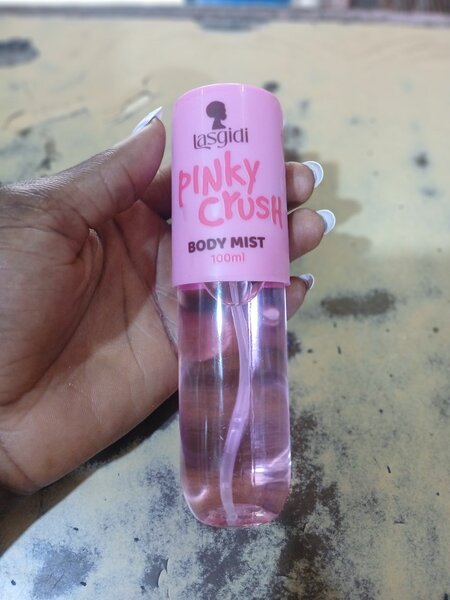 Lasgidi
PINKY
CRUSH
BODY MIST
100ml